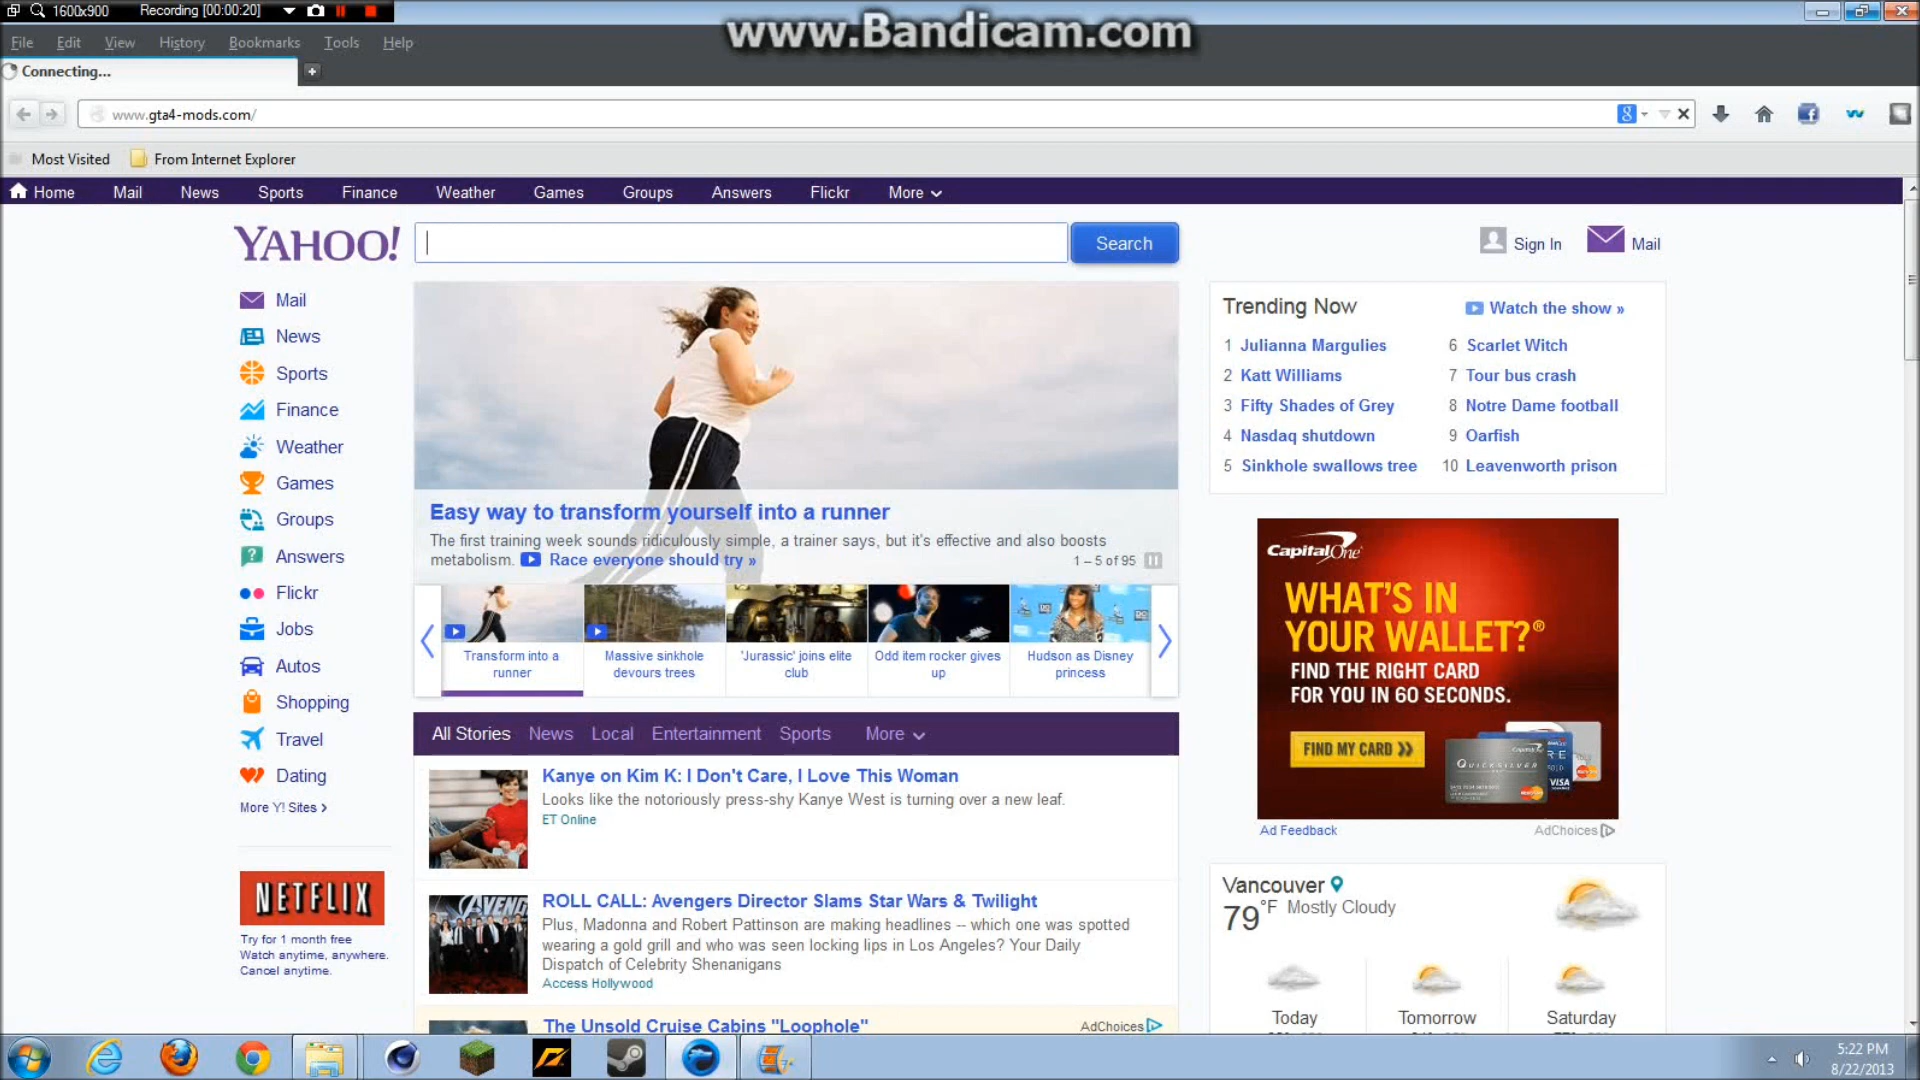 1600x900 Recording [00:00:20]
www.Bandicam.com
File Edit View History Bookmarks Tools Help
Connecting...
www.gta4-mods.com/
Most Visited From Internet Explorer
Home Mail News Sports Finance Weather Games Groups Answers Flickr More
YAHOO!
Search
Sign In Mail
Mail
News
Sports
Finance
Weather
Games
Groups
Answers
Flickr
Jobs
Autos
Shopping
Travel
Dating
More Y! Sites >
NETFLIX
Try for 1 month free
Watch anytime, anywhere.
Cancel anytime.
Easy way to transform yourself into a runner
The first training week sounds ridiculously simple, a trainer says, but it's effective and also boosts
metabolism. Race everyone should try »
1 – 5 of 95
Transform into a
runner
Massive sinkhole
devours trees
'Jurassic' joins elite
club
Odd item rocker gives
up
Hudson as Disney
princess
All Stories News Local Entertainment Sports More
Kanye on Kim K: I Don't Care, I Love This Woman
Looks like the notoriously press-shy Kanye West is turning over a new leaf.
ET Online
ROLL CALL: Avengers Director Slams Star Wars & Twilight
Plus, Madonna and Robert Pattinson are making headlines -- which one was spotted
wearing a gold grill and who was seen locking lips in Los Angeles? Your Daily
Dispatch of Celebrity Shenanigans
Access Hollywood
The Unsold Cruise Cabins "Loophole"
AdChoices
Trending Now
Watch the show »
1 Julianna Margulies
2 Katt Williams
3 Fifty Shades of Grey
4 Nasdaq shutdown
5 Sinkhole swallows tree
6 Scarlet Witch
7 Tour bus crash
8 Notre Dame football
9 Oarfish
10 Leavenworth prison
Capital One
WHAT'S IN
YOUR WALLET?®
FIND THE RIGHT CARD
FOR YOU IN 60 SECONDS.
FIND MY CARD
QUICKSILVER
VISA
Ad Feedback
AdChoices
Vancouver
79°F Mostly Cloudy
Today
Tomorrow
Saturday
5:22 PM
8/22/2013